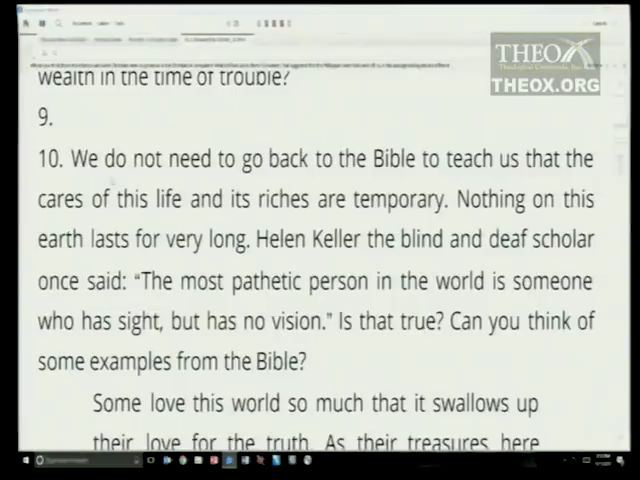 THEOX
THEOX.ORG
wealth in the time of trouble?
9.
10. We do not need to go back to the Bible to teach us that the
cares of this life and its riches are temporary. Nothing on this
earth lasts for very long. Helen Keller the blind and deaf scholar
once said: “The most pathetic person in the world is someone
who has sight, but has no vision.” Is that true? Can you think of
some examples from the Bible?
Some love this world so much that it swallows up
their love for the truth. As their treasures here